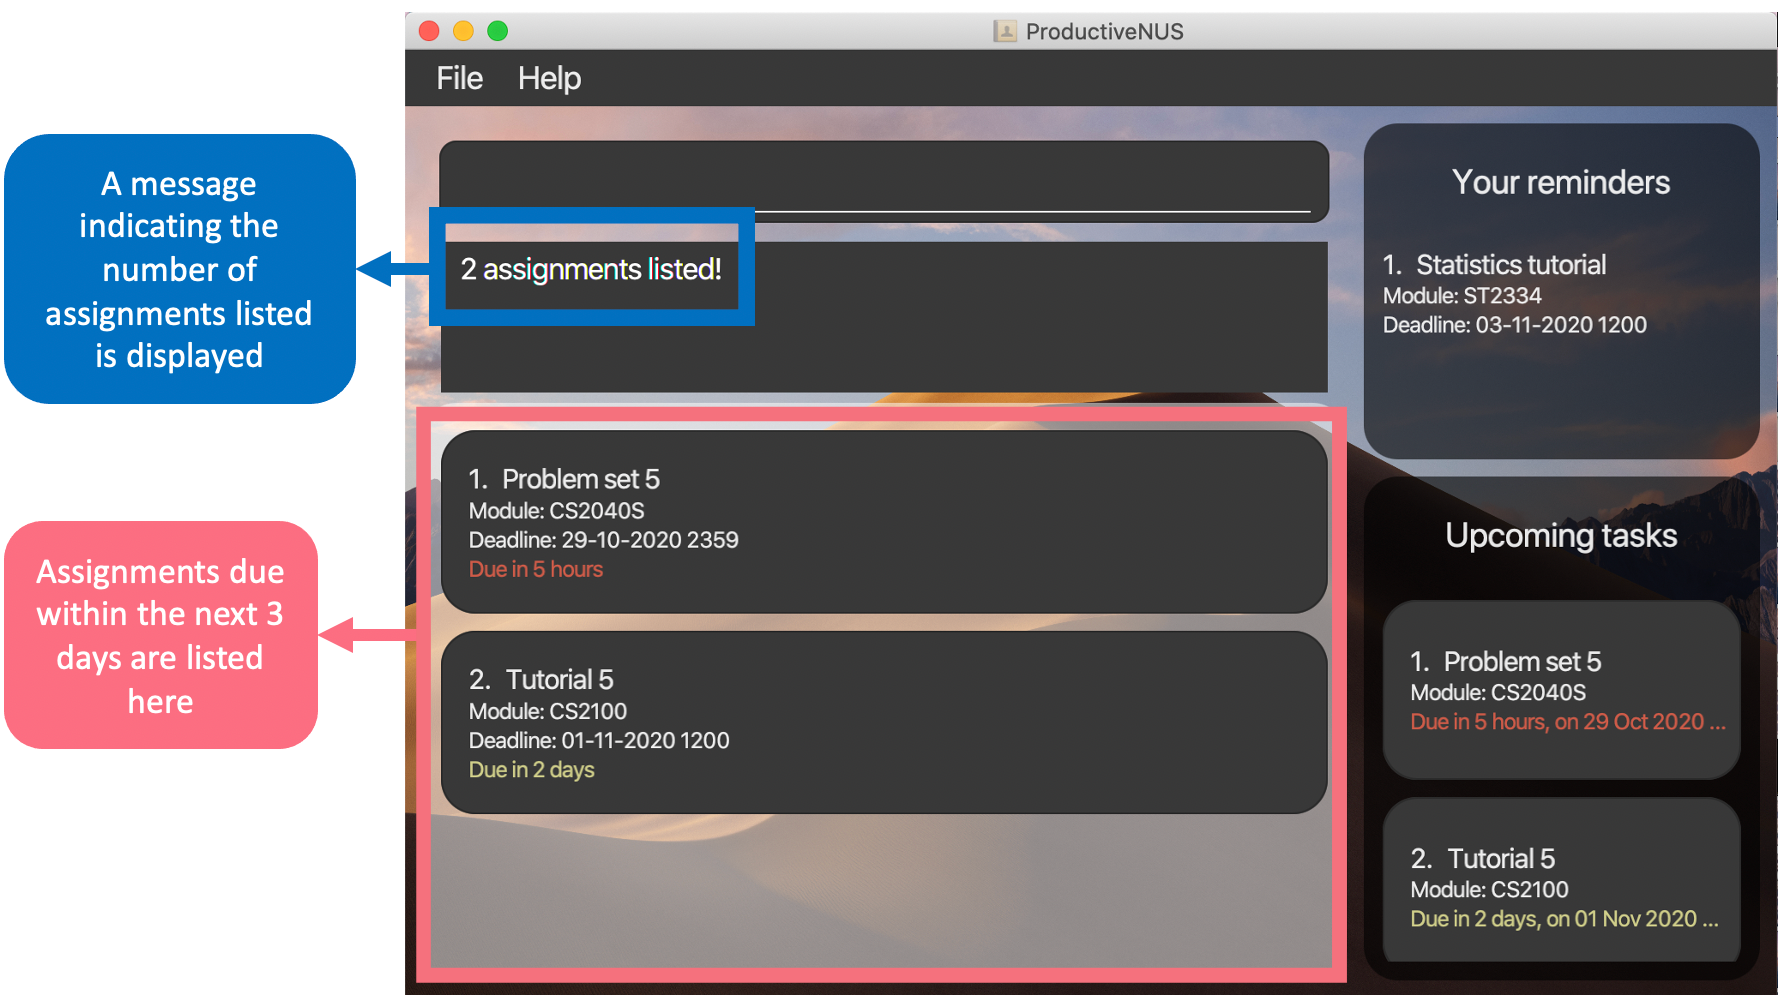 ProductiveNUS
File Help
A message
indicating the
number of
assignments listed
is displayed
2 assignments listed!
Assignments due
within the next 3
days are listed
here
1. Problem set 5
Module: CS2040S
Deadline: 29-10-2020 2359
Due in 5 hours
2. Tutorial 5
Module: CS2100
Deadline: 01-11-2020 1200
Due in 2 days
Your reminders
1. Statistics tutorial
Module: ST2334
Deadline: 03-11-2020 1200
Upcoming tasks
1. Problem set 5
Module: CS2040S
Due in 5 hours, on 29 Oct 2020 ...
2. Tutorial 5
Module: CS2100
Due in 2 days, on 01 Nov 2020 ...